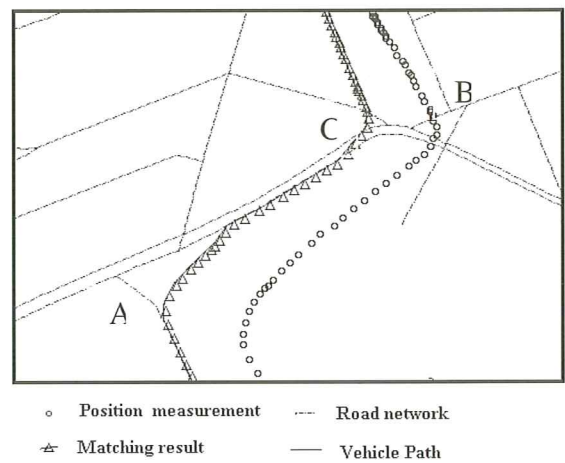 B
C
A
Position measurement
Road network
Matching result
Vehicle Path